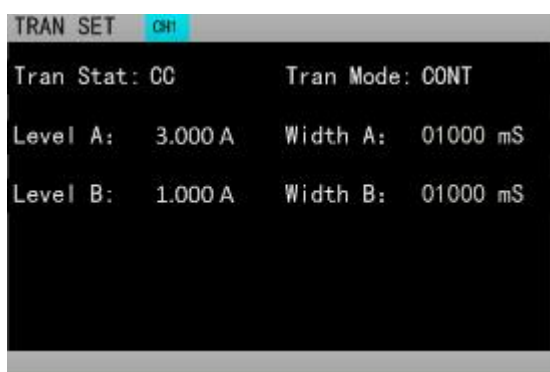 TRAN SET CH1
Tran Stat: CC Tran Mode: CONT
Level A: 3.000 A Width A: 01000 mS
Level B: 1.000 A Width B: 01000 mS